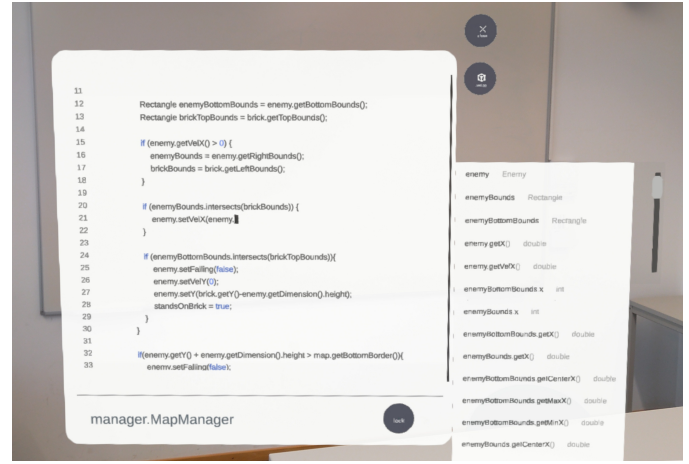 close
11
12 Rectangle enemyBottomBounds = enemy.getBottomBounds();
13 Rectangle brickTopBounds = brick.getTopBounds();
14
15 if (enemy.getVelX() > 0) {
16 enemyBounds = enemy.getRightBounds();
17 brickBounds = brick.getLeftBounds();
18 }
19
20 if (enemyBounds.intersects(brickBounds)) {
21 enemy.setVelX(enemy.
22 }
23
24 if (enemyBottomBounds.intersects(brickTopBounds)){
25 enemy.setFalling(false);
26 enemy.setVelY(0);
27 enemy.setY(brick.getY()-enemy.getDimension().height);
28 standsOnBrick = true;
29 }
30 }
31
32 if(enemy.getY() + enemy.getDimension().height > map.getBottomBorder()){
33 enemy.setFalling(false);
manager.MapManager
enemy Enemy
enemyBounds Rectangle
enemyBottomBounds Rectangle
enemy.getX() double
enemy.getVelX() double
enemyBottomBounds.x int
enemyBounds.x int
enemyBottomBounds.getX() double
enemyBounds.getX() double
enemyBottomBounds.getCenterX() double
enemyBottomBounds.getMaxX() double
enemyBottomBounds.getMinX() double
enemyBounds.getCenterX() double